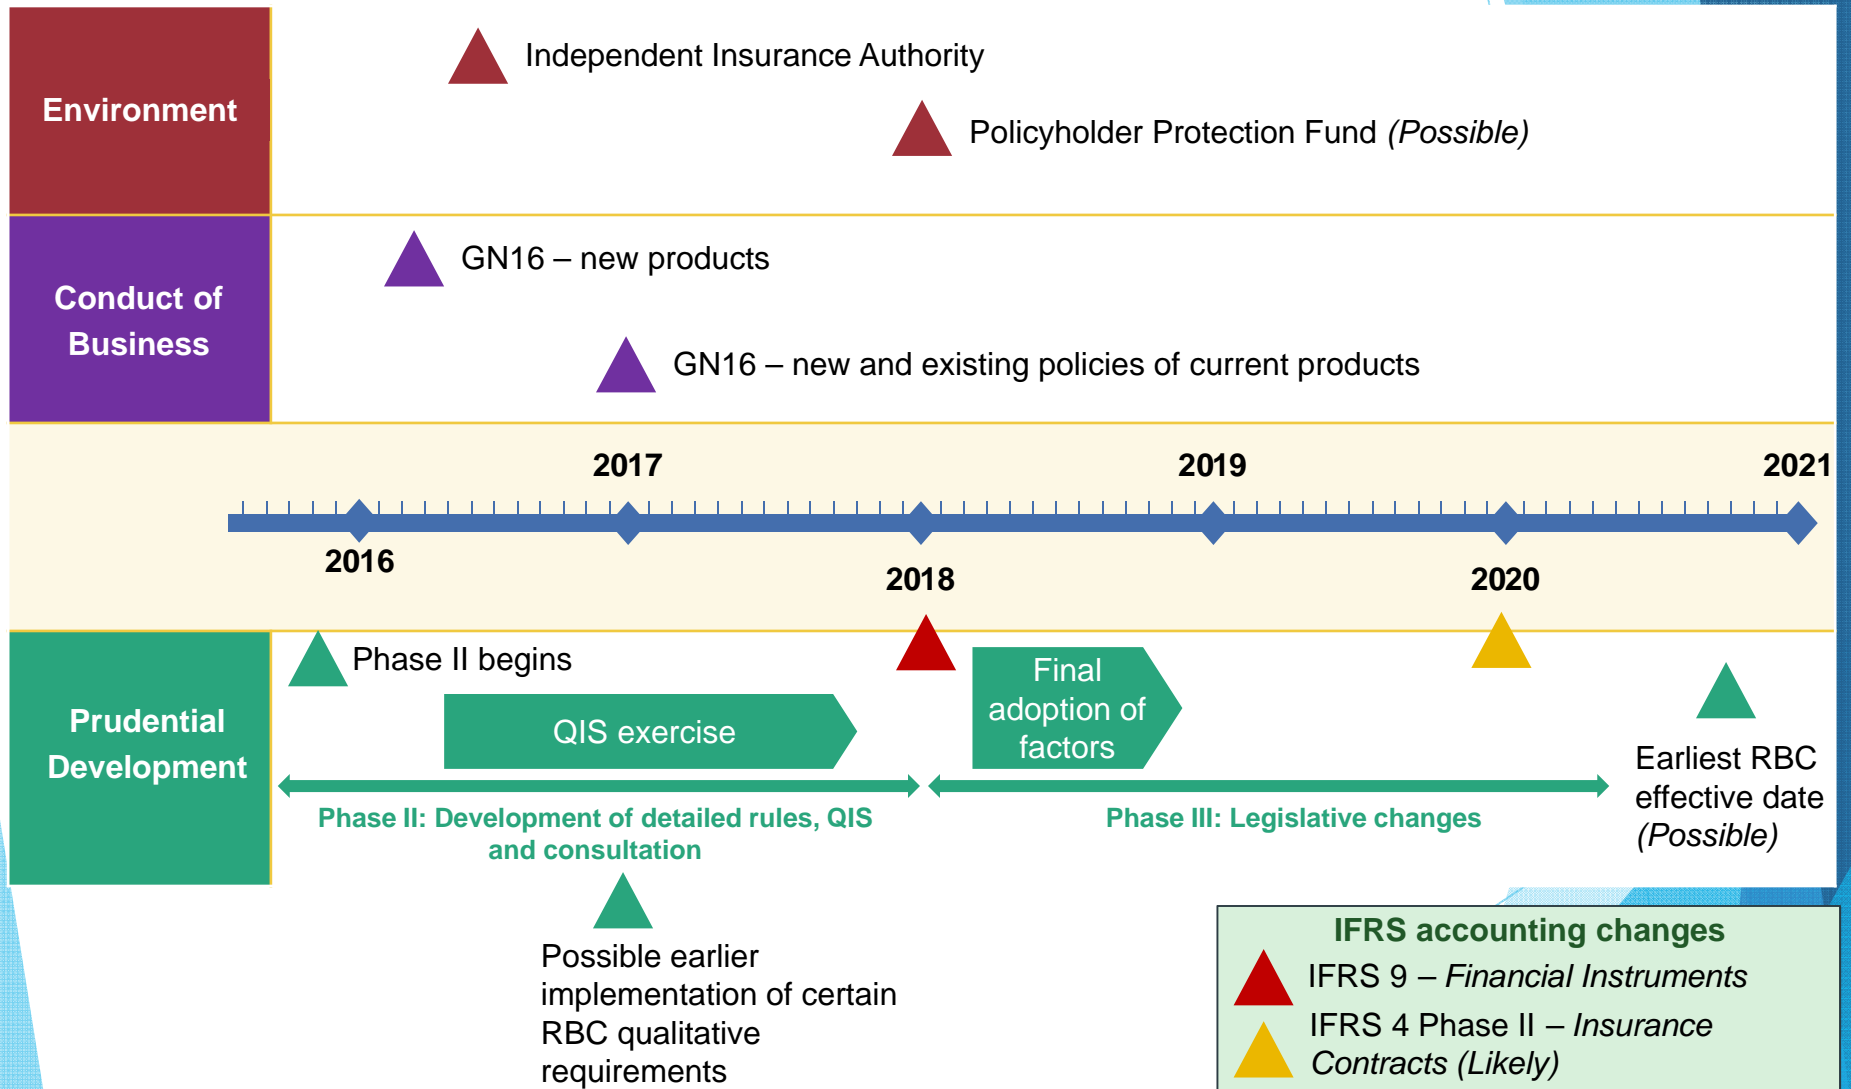 Environment
Independent Insurance Authority
Policyholder Protection Fund (Possible)
Conduct of
Business
GN16 – new products
GN16 – new and existing policies of current products
2017
2019
2021
2016
2018
2020
Prudential
Development
Phase II begins
QIS exercise
Final
adoption of
factors
Phase II: Development of detailed rules, QIS
and consultation
Phase III: Legislative changes
Earliest RBC
effective date
(Possible)
Possible earlier
implementation of certain
RBC qualitative
requirements
IFRS accounting changes
IFRS 9 – Financial Instruments
IFRS 4 Phase II – Insurance
Contracts (Likely)